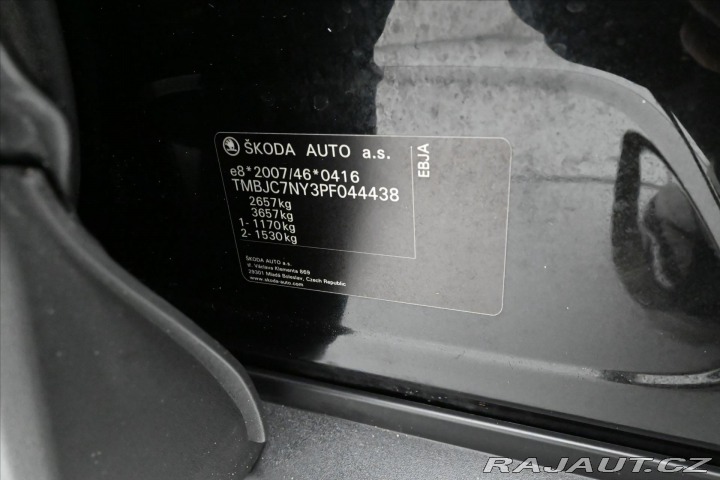 ŠKODA AUTO a.s.
e8*2007/46*0416
TMBJC7NY3PF044438
2657kg
3657kg
1- 1170kg
2- 1530kg
EBJA
ŠKODA AUTO a.s.
tř. Václava Klementa 869
29301 Mladá Boleslav, Czech Republic
www.skoda-auto.com
RAJAUT.CZ